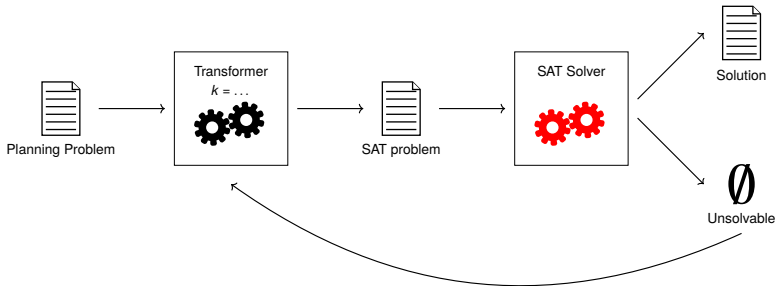 Planning Problem
Transformer
k = ...
SAT problem
SAT Solver
Solution
∅
Unsolvable